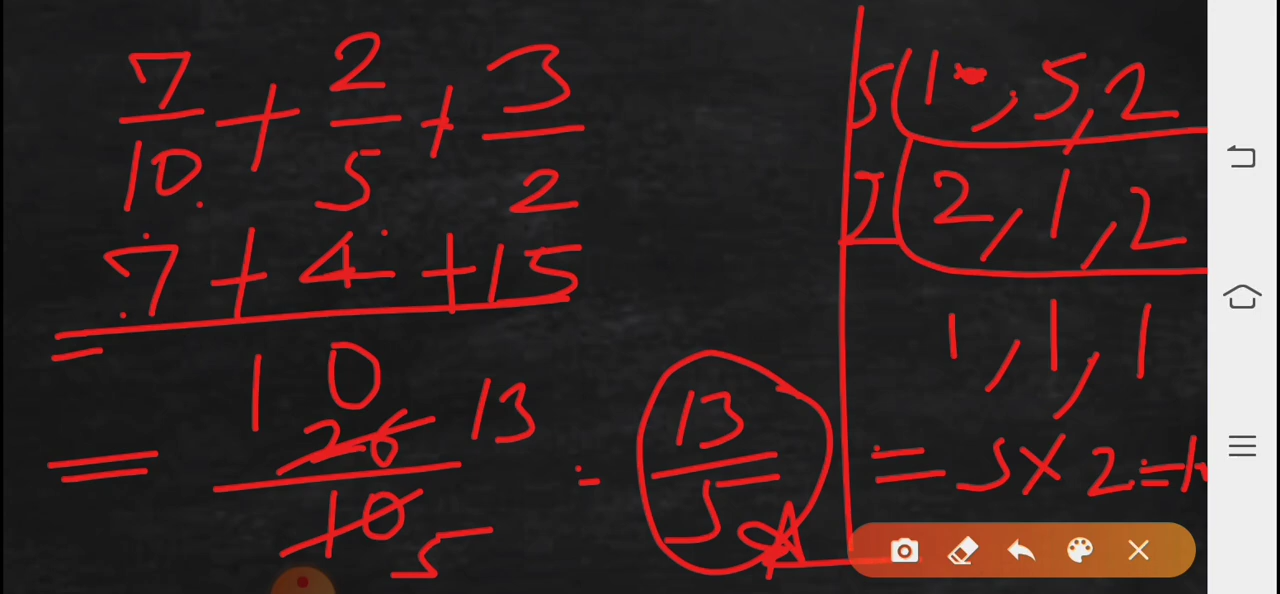 7/10 + 2/5 + 3/2
7 + 4 + 15
= 10
= 26/10 13 5 = 13/5
5 ( 10, 5, 2
2 ( 2, 1, 2
1, 1, 1
= 5 × 2 = 1